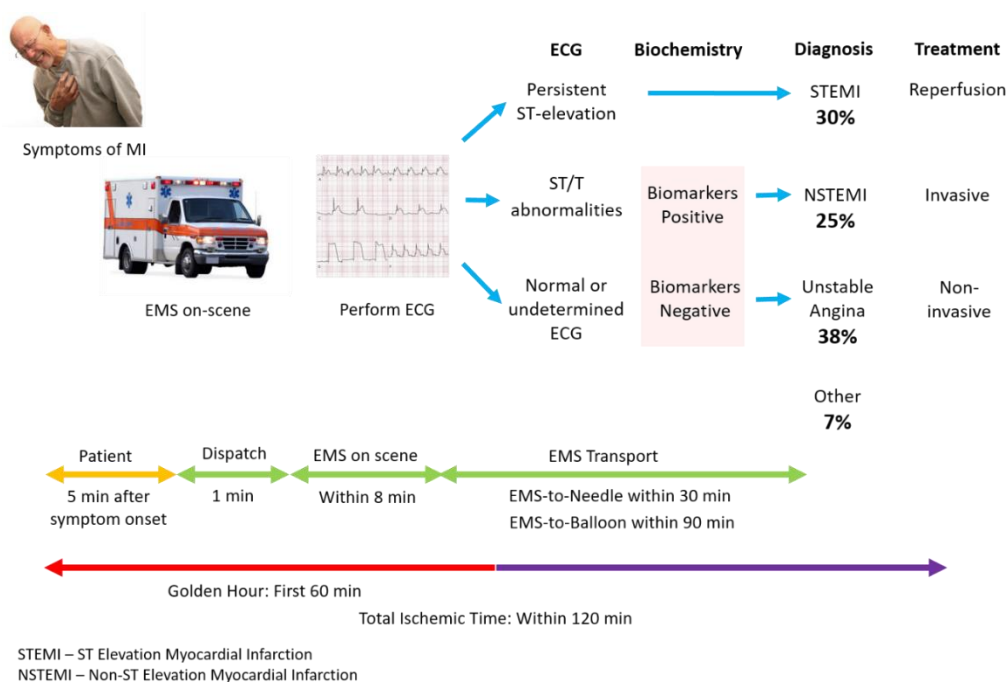 ECG Biochemistry Diagnosis Treatment
Persistent
ST-elevation
STEMI
30%
Reperfusion
Symptoms of MI
ST/T
abnormalities
Biomarkers
Positive
NSTEMI
25%
Invasive
EMS on-scene
Perform ECG
Normal or
undetermined
ECG
Biomarkers
Negative
Unstable
Angina
38%
Non-
invasive
Other
7%
Patient
5 min after
symptom onset
Dispatch
1 min
EMS on scene
Within 8 min
EMS Transport
EMS-to-Needle within 30 min
EMS-to-Balloon within 90 min
Golden Hour: First 60 min
Total Ischemic Time: Within 120 min
STEMI – ST Elevation Myocardial Infarction
NSTEMI – Non-ST Elevation Myocardial Infarction